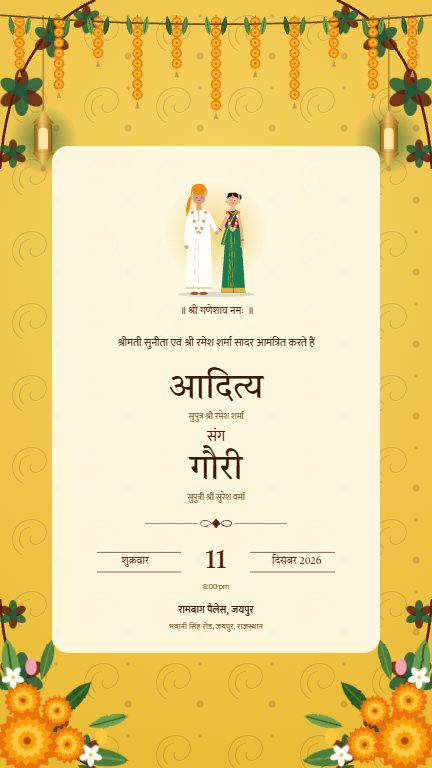 ॥ श्री गणेशाय नमः ॥
श्रीमती सुनीता एवं श्री रमेश शर्मा सादर आमंत्रित करते हैं
आदित्य
सुपुत्र श्री रमेश शर्मा
संग
गौरी
सुपुत्री श्री सुरेश वर्मा
शुक्रवार 11 दिसंबर 2026
8:00 pm
रामबाग पैलेस, जयपुर
भवानी सिंह रोड, जयपुर, राजस्थान